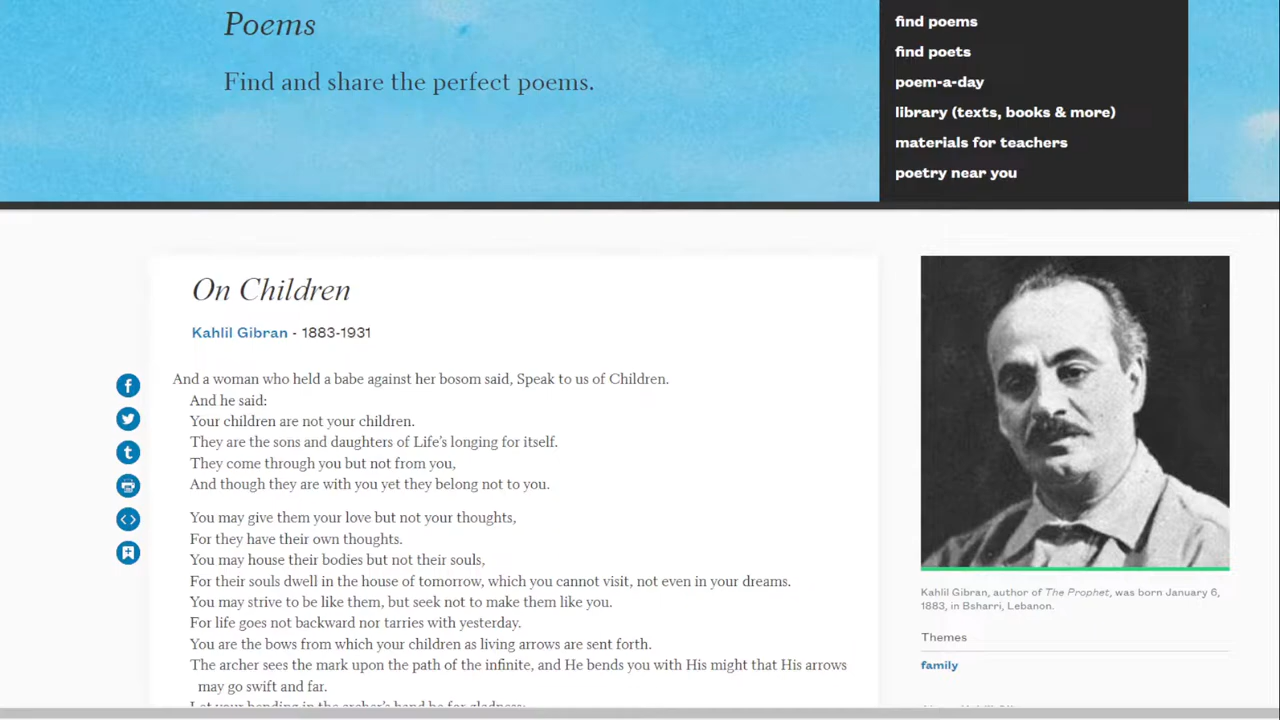 Poems
Find and share the perfect poems.
find poems
find poets
poem-a-day
library (texts, books & more)
materials for teachers
poetry near you
On Children
Kahlil Gibran - 1883-1931
And a woman who held a babe against her bosom said, Speak to us of Children.
And he said:
Your children are not your children.
They are the sons and daughters of Life's longing for itself.
They come through you but not from you,
And though they are with you yet they belong not to you.
You may give them your love but not your thoughts,
For they have their own thoughts.
You may house their bodies but not their souls,
For their souls dwell in the house of tomorrow, which you cannot visit, not even in your dreams.
You may strive to be like them, but seek not to make them like you.
For life goes not backward nor tarries with yesterday.
You are the bows from which your children as living arrows are sent forth.
The archer sees the mark upon the path of the infinite, and He bends you with His might that His arrows
may go swift and far.
Let your bending in the archer's hand be for gladness;
Kahlil Gibran, author of The Prophet, was born January 6,
1883, in Bsharri, Lebanon.
Themes
family